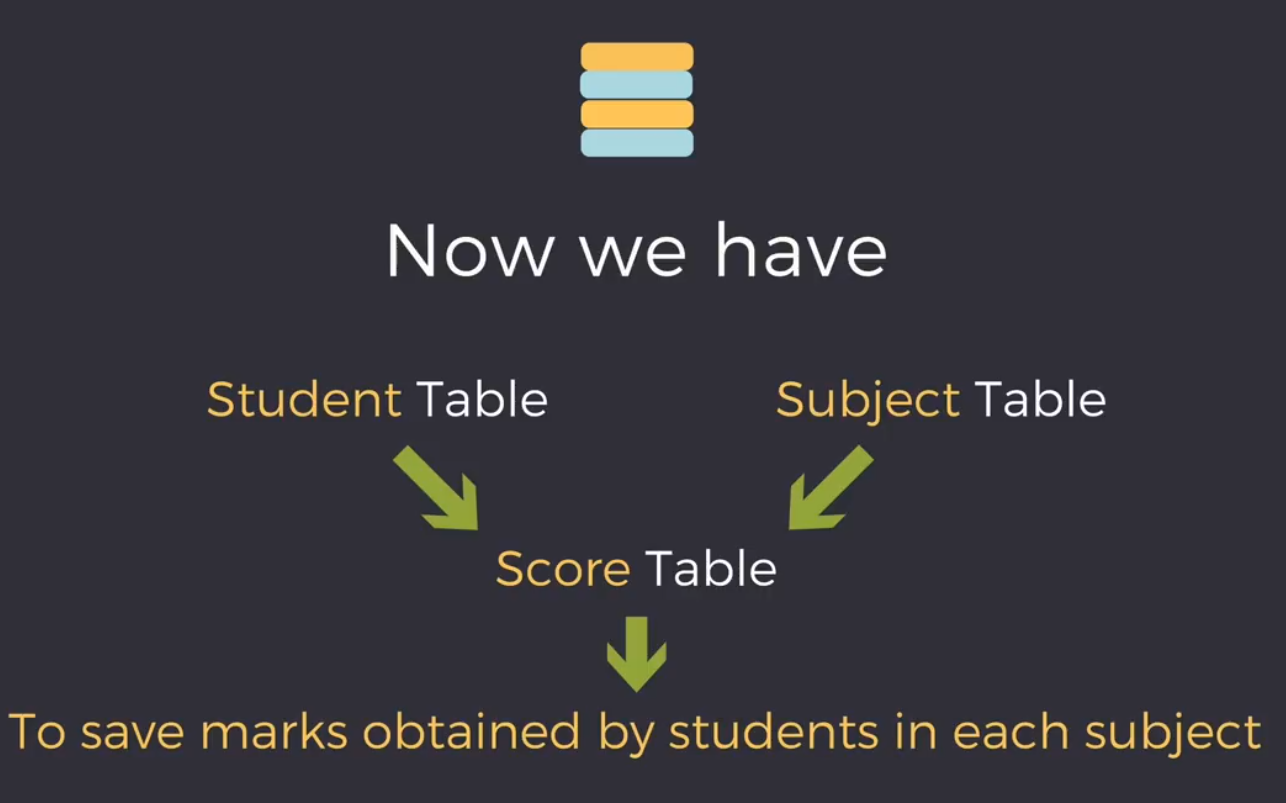 Now we have
Student Table
Subject Table
Score Table
To save marks obtained by students in each subject